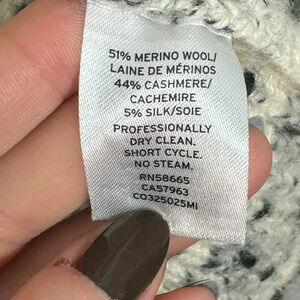 51% MERINO WOOL/
LAINE DE MÉRINOS
44% CASHMERE/
CACHEMIRE
5% SILK/SOIE
PROFESSIONALLY
DRY CLEAN.
SHORT CYCLE.
NO STEAM.
RN58665
CA57963
CO325025MI